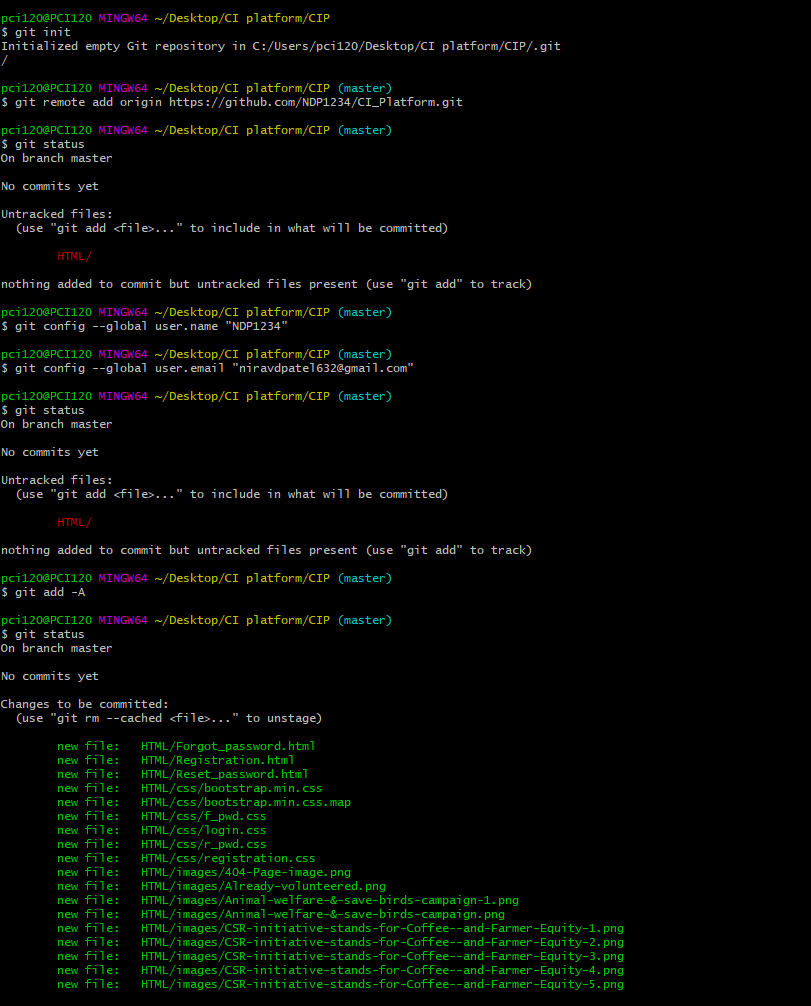 pci120@PCI120 MINGW64 ~/Desktop/CI platform/CIP
$ git init
Initialized empty Git repository in C:/Users/pci120/Desktop/CI platform/CIP/.git
/
pci120@PCI120 MINGW64 ~/Desktop/CI platform/CIP (master)
$ git remote add origin https://github.com/NDP1234/CI_Platform.git
pci120@PCI120 MINGW64 ~/Desktop/CI platform/CIP (master)
$ git status
On branch master
No commits yet
Untracked files:
  (use "git add <file>..." to include in what will be committed)
        HTML/
nothing added to commit but untracked files present (use "git add" to track)
pci120@PCI120 MINGW64 ~/Desktop/CI platform/CIP (master)
$ git config --global user.name "NDP1234"
pci120@PCI120 MINGW64 ~/Desktop/CI platform/CIP (master)
$ git config --global user.email "niravdpatel632@gmail.com"
pci120@PCI120 MINGW64 ~/Desktop/CI platform/CIP (master)
$ git status
On branch master
No commits yet
Untracked files:
  (use "git add <file>..." to include in what will be committed)
        HTML/
nothing added to commit but untracked files present (use "git add" to track)
pci120@PCI120 MINGW64 ~/Desktop/CI platform/CIP (master)
$ git add -A
pci120@PCI120 MINGW64 ~/Desktop/CI platform/CIP (master)
$ git status
On branch master
No commits yet
Changes to be committed:
  (use "git rm --cached <file>..." to unstage)
        new file:   HTML/Forgot_password.html
        new file:   HTML/Registration.html
        new file:   HTML/Reset_password.html
        new file:   HTML/css/bootstrap.min.css
        new file:   HTML/css/bootstrap.min.css.map
        new file:   HTML/css/f_pwd.css
        new file:   HTML/css/login.css
        new file:   HTML/css/r_pwd.css
        new file:   HTML/css/registration.css
        new file:   HTML/images/404-Page-image.png
        new file:   HTML/images/Already-volunteered.png
        new file:   HTML/images/Animal-welfare-&-save-birds-campaign-1.png
        new file:   HTML/images/Animal-welfare-&-save-birds-campaign.png
        new file:   HTML/images/CSR-initiative-stands-for-Coffee--and-Farmer-Equity-1.png
        new file:   HTML/images/CSR-initiative-stands-for-Coffee--and-Farmer-Equity-2.png
        new file:   HTML/images/CSR-initiative-stands-for-Coffee--and-Farmer-Equity-3.png
        new file:   HTML/images/CSR-initiative-stands-for-Coffee--and-Farmer-Equity-4.png
        new file:   HTML/images/CSR-initiative-stands-for-Coffee--and-Farmer-Equity-5.png